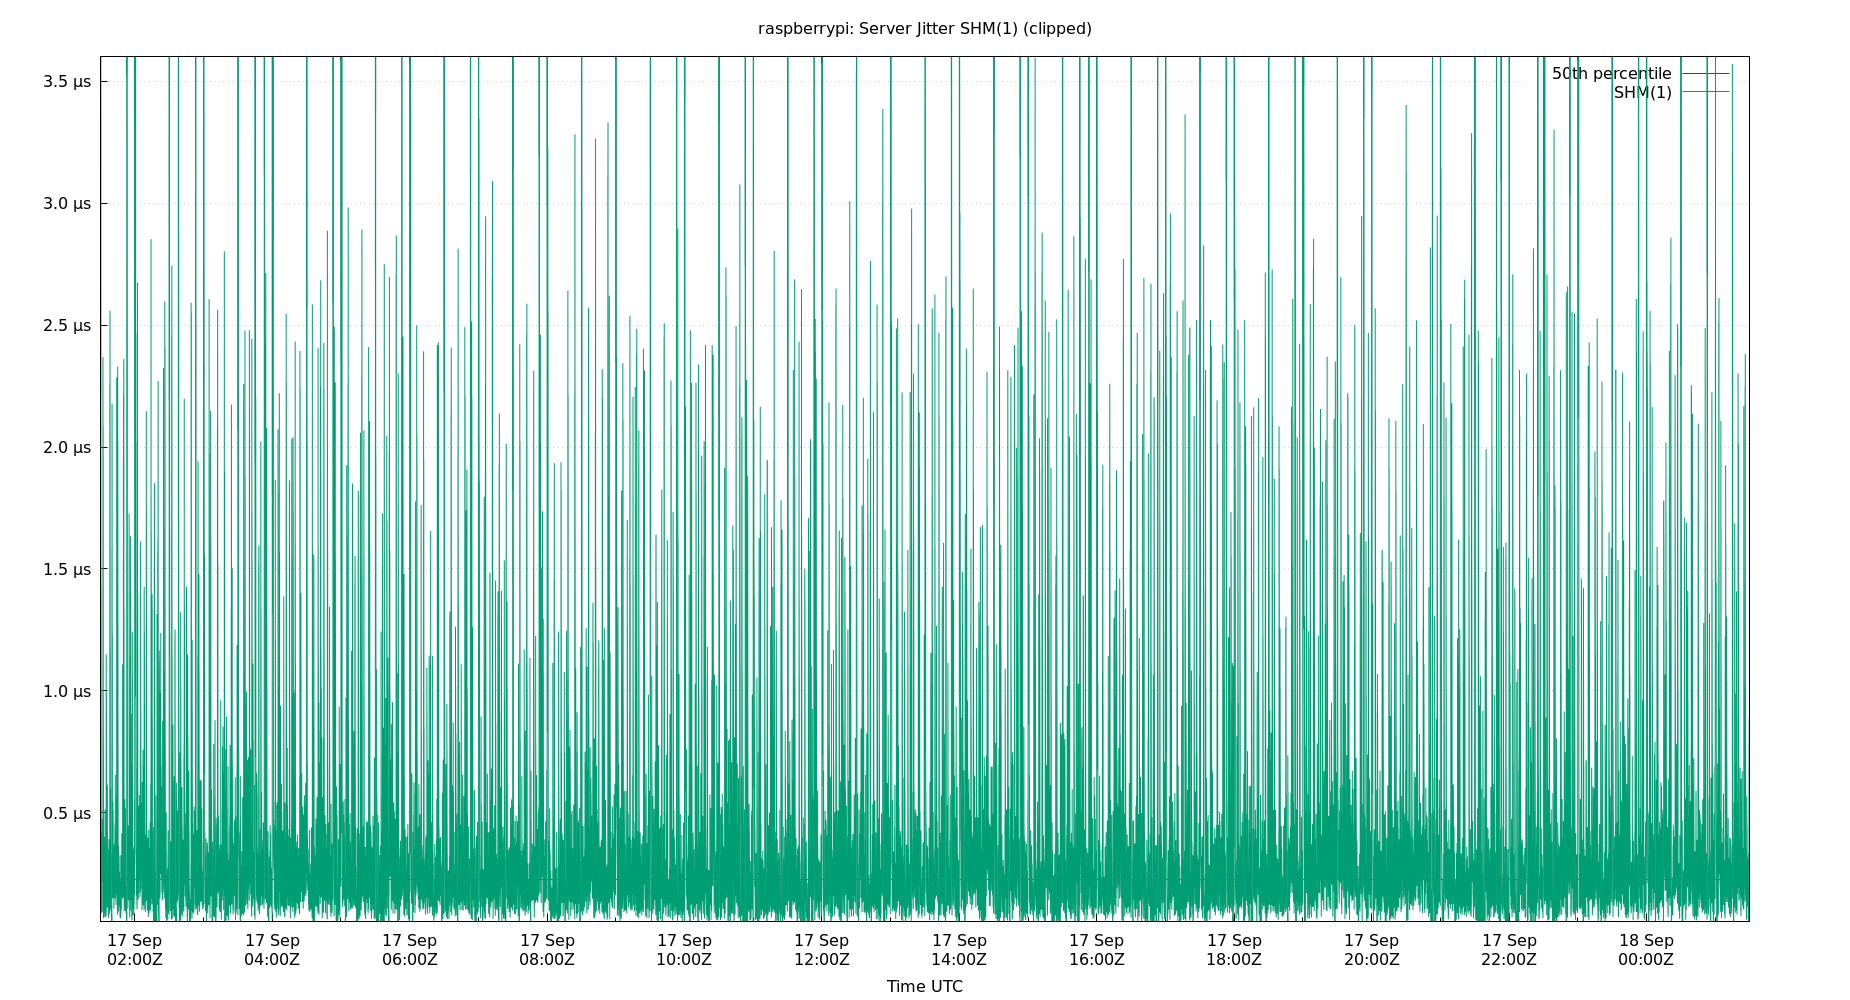 raspberrypi: Server Jitter SHM(1) (clipped)
50th percentile
SHM(1)
3.5 μs
3.0 μs
2.5 μs
2.0 μs
1.5 μs
1.0 μs
0.5 μs
17 Sep 17 Sep 17 Sep 17 Sep 17 Sep 17 Sep 17 Sep 17 Sep 17 Sep 17 Sep 17 Sep 18 Sep
02:00Z 04:00Z 06:00Z 08:00Z 10:00Z 12:00Z 14:00Z 16:00Z 18:00Z 20:00Z 22:00Z 00:00Z
Time UTC